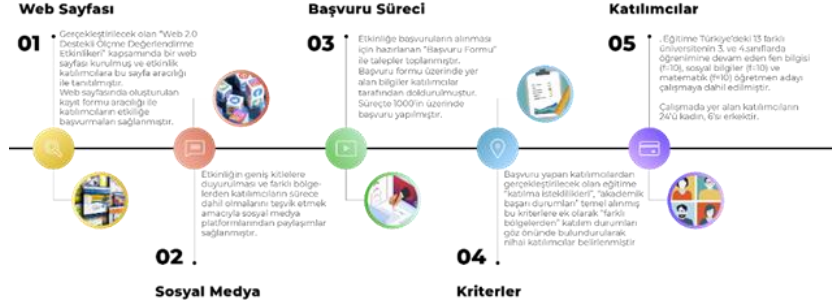 Web Sayfası
01
Gerçekleştirilecek olan "Web 2.0
Destekli Ölçme Değerlendirme
Etkinlikleri" kapsamında bir web
sayfası kurulmuş ve etkinlik
katılımcılara bu sayfa aracılığı
ile tanıtılmıştır.
Web sayfasında oluşturulan
kayıt formu aracılığı ile
katılımcıların etkiliğe
başvurmaları sağlanmıştır.
Etkinliğin geniş kitlelere
duyurulması ve farklı bölge-
lerden katılımcıların sürece
dahil olmalarını teşvik etmek
amacıyla sosyal medya
platformlarından paylaşımlar
sağlanmıştır.
02
Sosyal Medya
Başvuru Süreci
03
Etkinliğe başvuruların alınması
için hazırlanan "Başvuru Formu"
ile talepler toplanmıştır.
Başvuru formu üzerinde yer
alan bilgiler katılımcılar
tarafından doldurulmuştur.
Süreçte 1000'in üzerinde
başvuru yapılmıştır.
Başvuru yapan katılımcılardan
gerçekleştirilecek olan eğitime
"katılma isteklilikleri", "akademik
başarı durumları" temel alınmış
bu kriterlere ek olarak "farklı
bölgelerden" katılım durumları
göz önünde bulundurularak
nihai katılımcılar belirlenmiştir
04
Kriterler
Katılımcılar
05
. Eğitime Türkiye'deki 13 farklı
üniversitenin 3. ve 4.sınıflarda
öğrenimine devam eden fen bilgisi
(f=10), sosyal bilgiler (f=10) ve
matematik (f=10) öğretmen adayı
çalışmaya dahil edilmiştir.
Çalışmada yer alan katılımcıların
24'ü kadın, 6'sı erkektir.